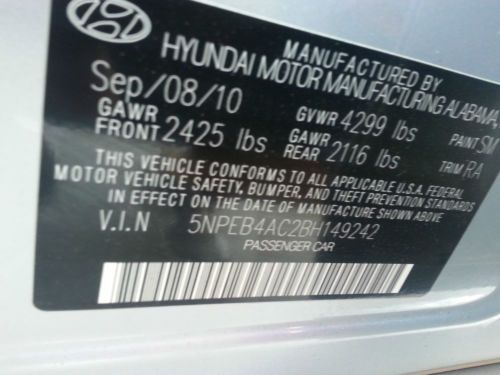 MANUFACTURED BY
HYUNDAI MOTOR MANUFACTURING ALABAMA,
Sep/08/10 GVWR 4299 lbs PAINT SM
GAWR FRONT 2425 lbs GAWR REAR 2116 lbs TRIM RA
THIS VEHICLE CONFORMS TO ALL APPLICABLE U.S.A. FEDERAL
MOTOR VEHICLE SAFETY, BUMPER, AND THEFT PREVENTION STANDARDS
IN EFFECT ON THE DATE OF MANUFACTURE SHOWN ABOVE
V.I.N 5NPEB4AC2BH149242
PASSENGER CAR